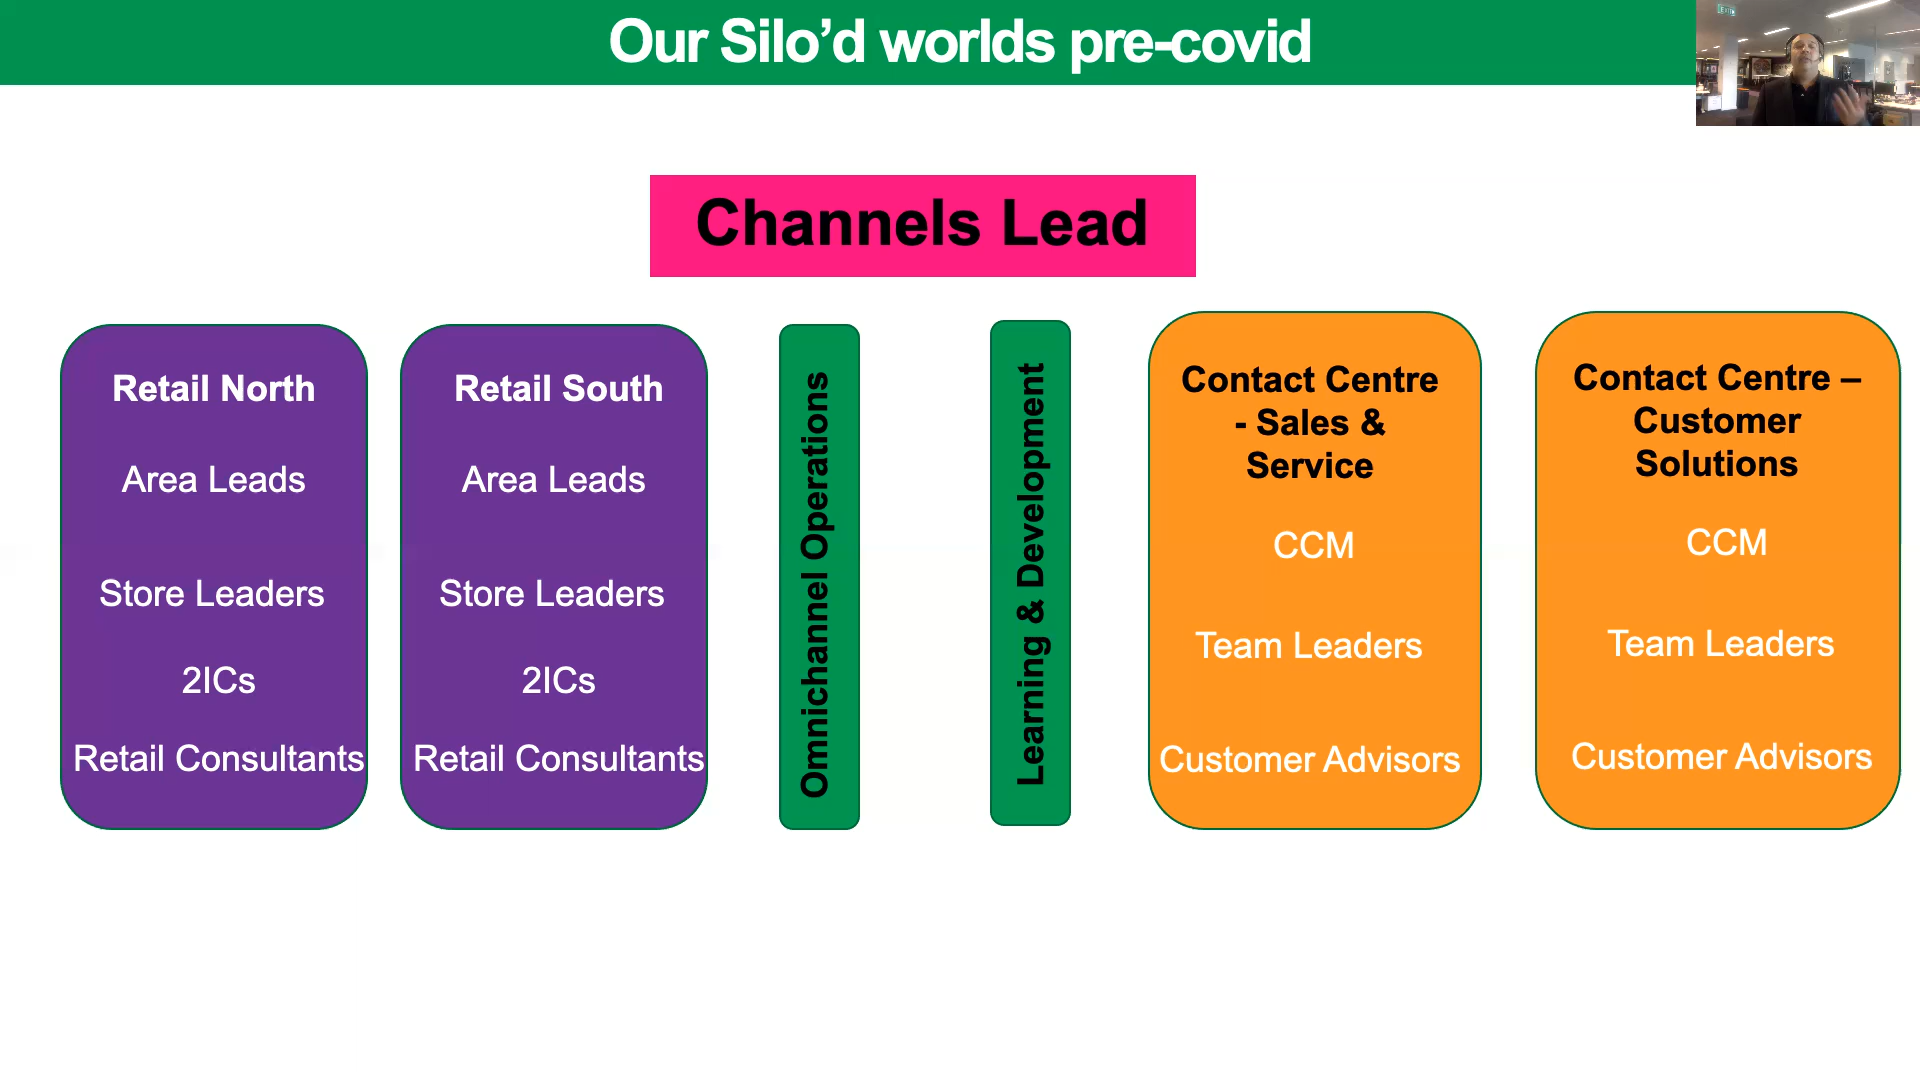 Our Silo’d worlds pre-covid
EXIT
Channels Lead
Retail North
Area Leads
Store Leaders
2ICs
Retail Consultants
Retail South
Area Leads
Store Leaders
2ICs
Retail Consultants
Omnichannel Operations
Learning & Development
Contact Centre
- Sales &
Service
CCM
Team Leaders
Customer Advisors
Contact Centre –
Customer
Solutions
CCM
Team Leaders
Customer Advisors